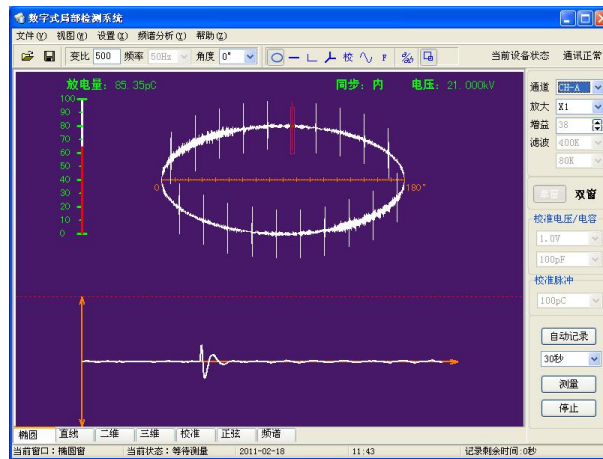 数字式局部检测系统
文件(Y) 视图(W) 设置(X) 频谱分析(V) 帮助(Z)
变比 500 频率 50Hz 角度 0° 校 F % 当前设备状态 通讯正常
放电量: 85.35pC 同步: 内 电压: 21.000kV
100
90
80
70
60
50
40
30
20
10
0
0 180°
通道 CH-A
放大 X1
增益 38
滤波 400K
80K
单窗 双窗
校准电压/电容
1.0V
100pF
校准脉冲
100pC
自动记录
30秒
测量
停止
椭圆 直线 二维 三维 校准 正弦 频谱
当前窗口:椭圆窗 当前状态:等待测量 2011-02-18 11:43 记录剩余时间:0秒